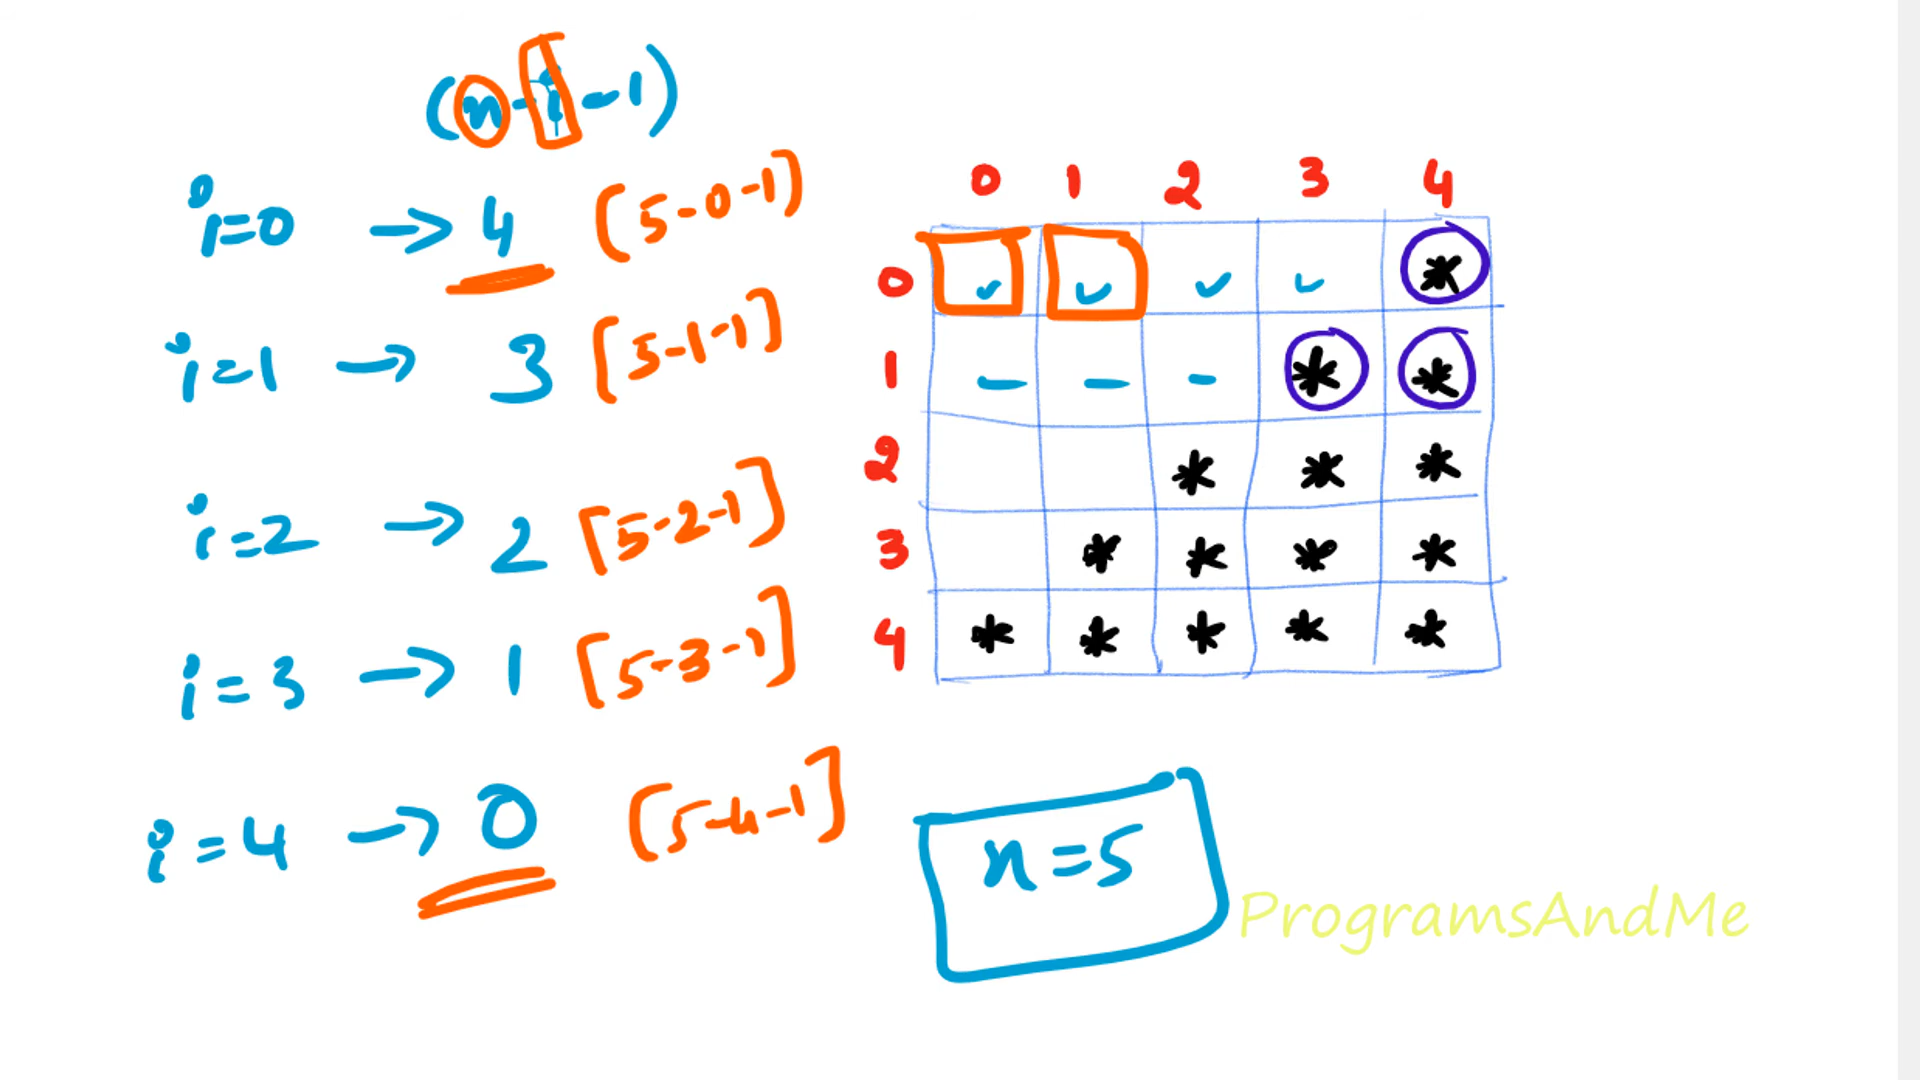 (n-i-1)
i=0 → 4 [5-0-1]
i=1 → 3 [5-1-1]
i=2 → 2 [5-2-1]
i=3 → 1 [5-3-1]
i=4 → 0 [5-4-1]
0 1 2 3 4
0 ✓ ✓ ✓ ✓ *
1 - - - * *
2 * * *
3 * * * *
4 * * * * *
n=5
ProgramsAndMe